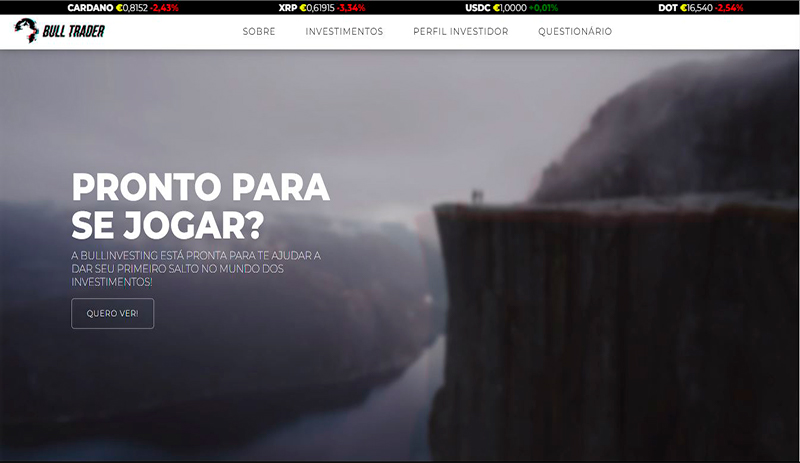 CARDANO €0,8152 -2,43% XRP €0,61915 -3,34% USDC €1,0000 +0,01% DOT €16,540 -2,54%
BULL TRADER SOBRE INVESTIMENTOS PERFIL INVESTIDOR QUESTIONÁRIO
PRONTO PARA
SE JOGAR?
A BULLINVESTING ESTÁ PRONTA PARA TE AJUDAR A
DAR SEU PRIMEIRO SALTO NO MUNDO DOS
INVESTIMENTOS!
QUERO VER!